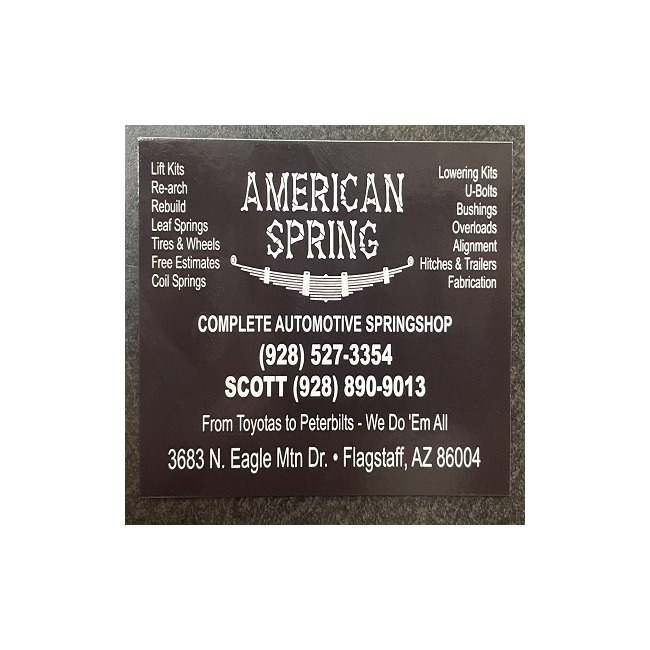 Lift Kits
Re-arch
Rebuild
Leaf Springs
Tires & Wheels
Free Estimates
Coil Springs
AMERICAN
SPRING
Lowering Kits
U-Bolts
Bushings
Overloads
Alignment
Hitches & Trailers
Fabrication
COMPLETE AUTOMOTIVE SPRINGSHOP
(928) 527-3354
SCOTT (928) 890-9013
From Toyotas to Peterbilts - We Do 'Em All
3683 N. Eagle Mtn Dr. • Flagstaff, AZ 86004